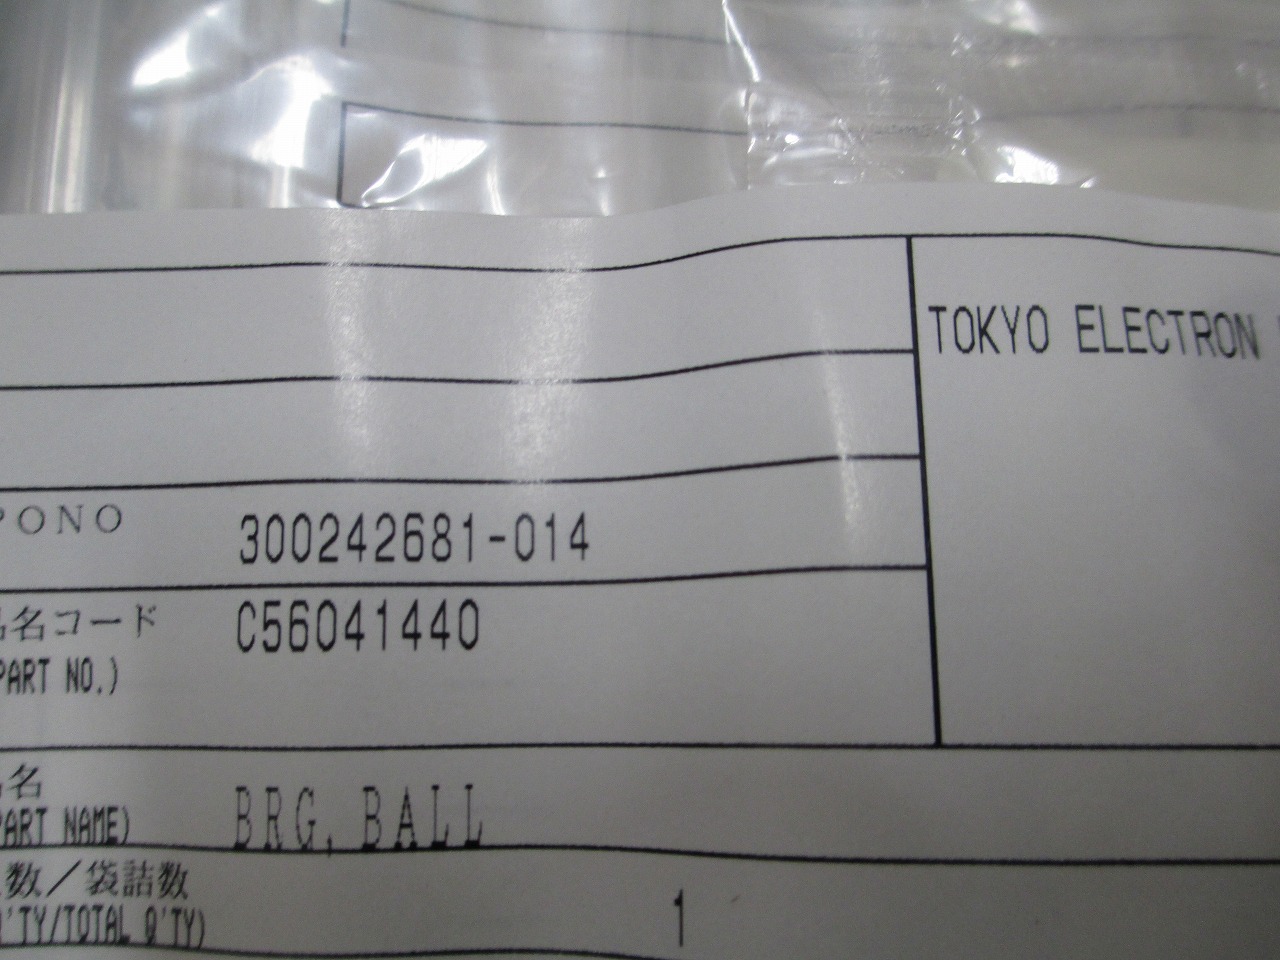 TOKYO ELECTRON
PONO 300242681-014
品名コード C56041440
PART NO.)
名 BRG, BALL
PART NAME)
数/袋詰数
Q'TY/TOTAL Q'TY) 1